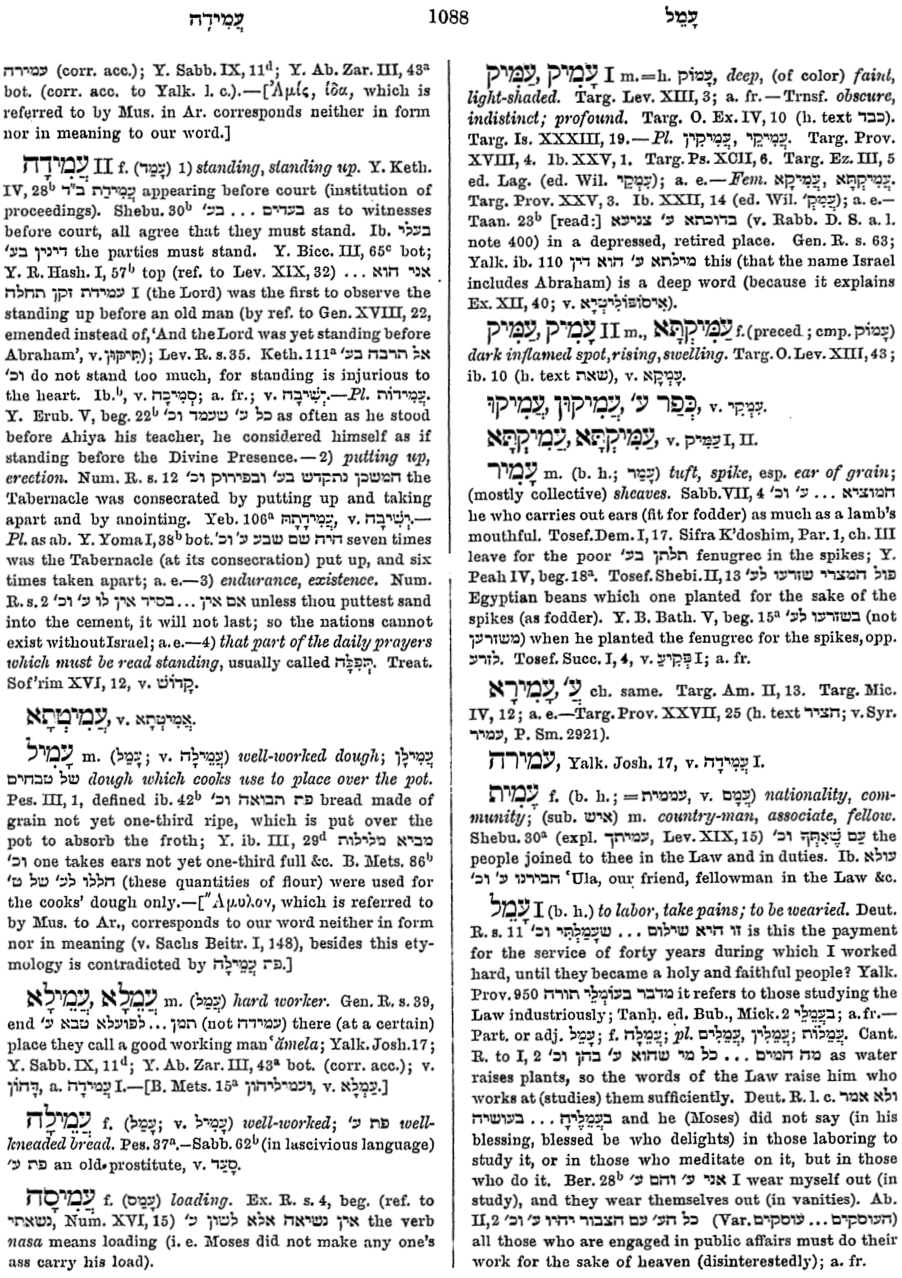 עֲמִידָה
1088
עָמֵל
עמירה (corr. acc.); Y. Sabb. IX, 11ᵈ; Y. Ab. Zar. III, 43ᵃ
bot. (corr. acc. to Yalk. l. c.).—[Ἀμίς, ίδα, which is
referred to by Mus. in Ar. corresponds neither in form
nor in meaning to our word.]
עֲמִידָה II f. (עָמַד) 1) standing, standing up. Y. Keth.
IV, 28ᵇ עֲמִידַת ב״ד appearing before court (institution of
proceedings). Shebu. 30ᵇ בעדים ... בע׳ as to witnesses
before court, all agree that they must stand. Ib. בעלי
דינין בע׳ the parties must stand. Y. Bicc. III, 65ᶜ bot;
Y. R. Hash. I, 57ᵇ top (ref. to Lev. XIX, 32) אני הוא ...
עמידת זקן תחלה I (the Lord) was the first to observe the
standing up before an old man (by ref. to Gen. XVIII, 22,
emended instead of, ‘And the Lord was yet standing before
Abraham’, v. תִּיקּוּן); Lev. R. s. 35. Keth. 111ᵃ אל תרבה בע׳
וכ׳ do not stand too much, for standing is injurious to
the heart. Ib.ᵇ, v. סְמִיכָה; a. fr.; v. יְשִׁיבָה.—Pl. עֲמִידוֹת.
Y. Erub. V, beg. 22ᵇ כל ע׳ שעמד וכ׳ as often as he stood
before Ahiya his teacher, he considered himself as if
standing before the Divine Presence.—2) putting up,
erection. Num. R. s. 12 המשכן נתקדש בע׳ ובפירוק וכ׳ the
Tabernacle was consecrated by putting up and taking
apart and by anointing. Yeb. 106ᵃ עֲמִידָתָהּ, v. יְשִׁיבָה.—
Pl. as ab. Y. Yoma I, 38ᵇ bot. היה שם שבע ע׳ וכ׳ seven times
was the Tabernacle (at its consecration) put up, and six
times taken apart; a. e.—3) endurance, existence. Num.
R. s. 2 אם אין ... בסיד אין לו ע׳ וכ׳ unless thou puttest sand
into the cement, it will not last; so the nations cannot
exist without Israel; a. e.—4) that part of the daily prayers
which must be read standing, usually called תְּפִלָּה. Treat.
Sof'rim XVI, 12, v. קָדוֹשׁ.
עֲמִיטְתָא, v. אֲמִיטְתָא.
עָמִיל m. (עָמַל; v. עֲמֵילָה) well-worked dough; עֲמֵילָן
של טבחים dough which cooks use to place over the pot.
Pes. III, 1, defined ib. 42ᵇ פת תבואה וכ׳ bread made of
grain not yet one-third ripe, which is put over the
pot to absorb the froth; Y. ib. III, 29ᵈ מביא מלילות
וכ׳ one takes ears not yet one-third full &c. B. Mets. 86ᵇ
הללו לע׳ של ט׳ (these quantities of flour) were used for
the cooks' dough only.—[Ἄμυλον, which is referred to
by Mus. to Ar., corresponds to our word neither in form
nor in meaning (v. Sachs Beitr. I, 148), besides this ety-
mology is contradicted by פת עֲמֵילָה.]
עֲמֵילָא, עֲמֵלָא m. (עֲמַל) hard worker. Gen. R. s. 39,
end תמן ... לפועלא טבא ע׳ (not עמידה) there (at a certain)
place they call a good working man ‘ămela; Yalk. Josh. 17;
Y. Sabb. IX, 11ᵈ; Y. Ab. Zar. III, 43ᵃ bot. (corr. acc.); v.
דָּהוֹן, a. עֲמִידָה I.—[B. Mets. 15ᵃ ועמיליהון, v. עַמְלָא.]
עֲמֵילָה f. (עָמַל; v. עָמִיל) well-worked; פת ע׳ well-
kneaded bread. Pes. 37ᵃ.—Sabb. 62ᵇ (in lascivious language)
פת ע׳ an old prostitute, v. סָעַד.
עֲמִיסָה f. (עָמַס) loading. Ex. R. s. 4, beg. (ref. to
נשאתי, Num. XVI, 15) אין נשיאה אלא לשון ע׳ the verb
nasa means loading (i. e. Moses did not make any one's
ass carry his load).
עָמִיק, עַמִּיק I m.=h. עָמוֹק, deep, (of color) faint,
light-shaded. Targ. Lev. XIII, 3; a. fr.—Trnsf. obscure,
indistinct; profound. Targ. O. Ex. IV, 10 (h. text כבד).
Targ. Is. XXXIII, 19.—Pl. עַמִּיקֵי, עַמִּיקִין. Targ. Prov.
XVIII, 4. Ib. XXV, 1. Targ. Ps. XCII, 6. Targ. Ez. III, 5
ed. Lag. (ed. Wil. עִמְקֵי); a. e.—Fem. עַמִּיקָא, עַמִּיקְתָּא.
Targ. Prov. XXV, 3. Ib. XXII, 14 (ed. Wil. עֲמִקְ׳); a. e.—
Taan. 23ᵇ [read:] בדוכתא ע׳ צניעא (v. Rabb. D. S. a. l.
note 400) in a depressed, retired place. Gen. R. s. 63;
Yalk. ib. 110 מילתא ע׳ הוא דין this (that the name Israel
includes Abraham) is a deep word (because it explains
Ex. XII, 40; v. אִיסוֹפּוֹלִיטֵיָא).
עָמִיק, עַמִּיק II m., עַמִּיקְתָּא f. (preced.; cmp. עָמוֹק)
dark inflamed spot, rising, swelling. Targ. O. Lev. XIII, 43;
ib. 10 (h. text שאת), v. עַמְקָא.
כְּפַר ע׳, עֲמִיקוּן, עֲמִיקוּ, v. עִמְקֵי.
עַמִּיקְתָּא, עֲמִיקְתָּא, v. עַמִּיק I, II.
עָמִיר m. (b. h.; עָמַר) tuft, spike, esp. ear of grain;
(mostly collective) sheaves. Sabb. VII, 4 המוציא ... ע׳ וכ׳
he who carries out ears (fit for fodder) as much as a lamb's
mouthful. Tosef. Dem. I, 17. Sifra K'doshim, Par. 1, ch. III
leave for the poor תלתן בע׳ fenugrec in the spikes; Y.
Peah IV, beg. 18ᵃ. Tosef. Shebi. II, 13 פול המצרי שזרעו לע׳
Egyptian beans which one planted for the sake of the
spikes (as fodder). Y. B. Bath. V, beg. 15ᵃ בשזרעו לע׳ (not
משזרען) when he planted the fenugrec for the spikes, opp.
לזרע. Tosef. Succ. I, 4, v. פְּקִיעַ I; a. fr.
עֲמִירָא, ע׳ ch. same. Targ. Am. II, 13. Targ. Mic.
IV, 12; a. e.—Targ. Prov. XXVII, 25 (h. text חציר; v. Syr.
עמיר, P. Sm. 2921).
עמירה, Yalk. Josh. 17, v. עֲמִידָה I.
עָמִית f. (b. h.; =עממית, v. עָמַם) nationality, com-
munity; (sub. איש) m. country-man, associate, fellow.
Shebu. 30ᵃ (expl. עמיתך, Lev. XIX, 15) עַם שֶׁאִתְּךָ וכ׳ the
people joined to thee in the Law and in duties. Ib. עולא
חבירנו ע׳ וכ׳ ‘Ula, our friend, fellowman in the Law &c.
עָמֵל I (b. h.) to labor, take pains; to be wearied. Deut.
R. s. 11 זו היא שילום ... שֶׁעָמַלְתִּי וכ׳ is this the payment
for the service of forty years during which I worked
hard, until they became a holy and faithful people? Yalk.
Prov. 950 מדבר בעוֹמְלֵי תורה it refers to those studying the
Law industriously; Tanḥ. ed. Bub., Mick. 2 בַּעֲמֵלֵי; a. fr.—
Part. or adj. עָמֵל; f. עֲמֵלָה; pl. עֲמֵלִים, עֲמֵלִין; עֲמֵלוֹת. Cant.
R. to I, 2 מה המים ... כל מי שהוא ע׳ בהן וכ׳ as water
raises plants, so the words of the Law raise him who
works at (studies) them sufficiently. Deut. R. l. c. ולא אמר
בַּעֲמֵלֶיהָ ... בעושיה and he (Moses) did not say (in his
blessing, blessed be who delights) in those laboring to
study it, or in those who meditate on it, but in those
who do it. Ber. 28ᵇ אני ע׳ והם ע׳ I wear myself out (in
study), and they wear themselves out (in vanities). Ab.
II, 2 כל הע׳ עם הצבור יהיו ע׳ וכ׳ (Var. העוסקים ... עוסקים)
all those who are engaged in public affairs must do their
work for the sake of heaven (disinterestedly); a. fr.